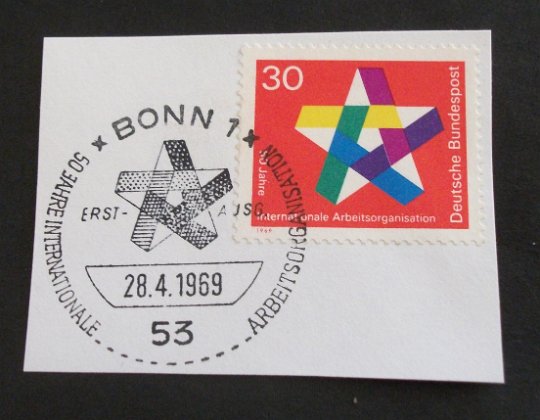 BONN 1
50 JAHRE INTERNATIONALE ARBEITSORGANISATION
ERST- AUSG.
28.4.1969
53
30
50 Jahre
Internationale Arbeitsorganisation
1969
Deutsche Bundespost